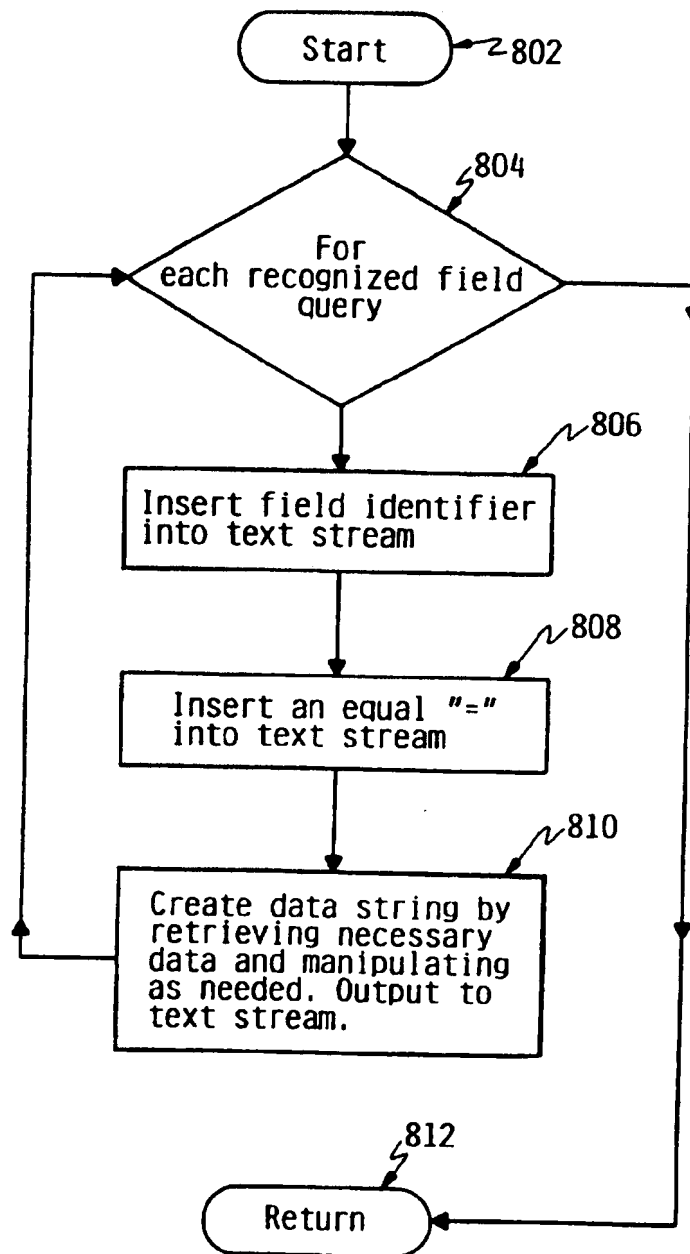 Start
802
804
For
each recognized field
query
806
Insert field identifier
into text stream
808
Insert an equal "="
into text stream
810
Create data string by
retrieving necessary
data and manipulating
as needed. Output to
text stream.
812
Return